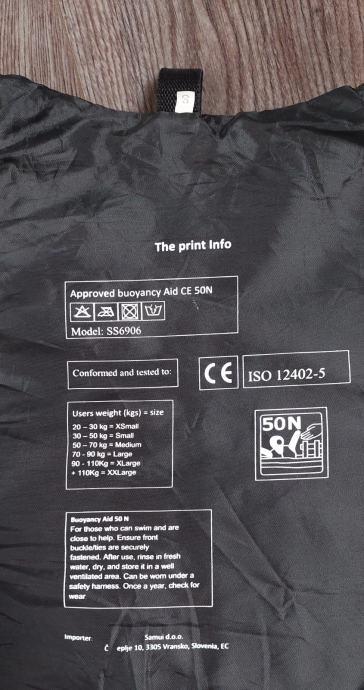 The print Info
Approved buoyancy Aid CE 50N
Model: SS6906
Conformed and tested to:
CE
ISO 12402-5
Users weight (kgs) = size
20 – 30 kg = XSmall
30 – 50 kg = Small
50 – 70 kg = Medium
70 - 90 kg = Large
90 - 110Kg = XLarge
+ 110Kg = XXLarge
50N
Buoyancy Aid 50 N
For those who can swim and are
close to help. Ensure front
buckle/ties are securely
fastened. After use, rinse in fresh
water, dry, and store it in a well
ventilated area. Can be worn under a
safety harness. Once a year, check for
wear
Importer: Samui d.o.o.
Č eplje 10, 3305 Vransko, Slovenia, EC